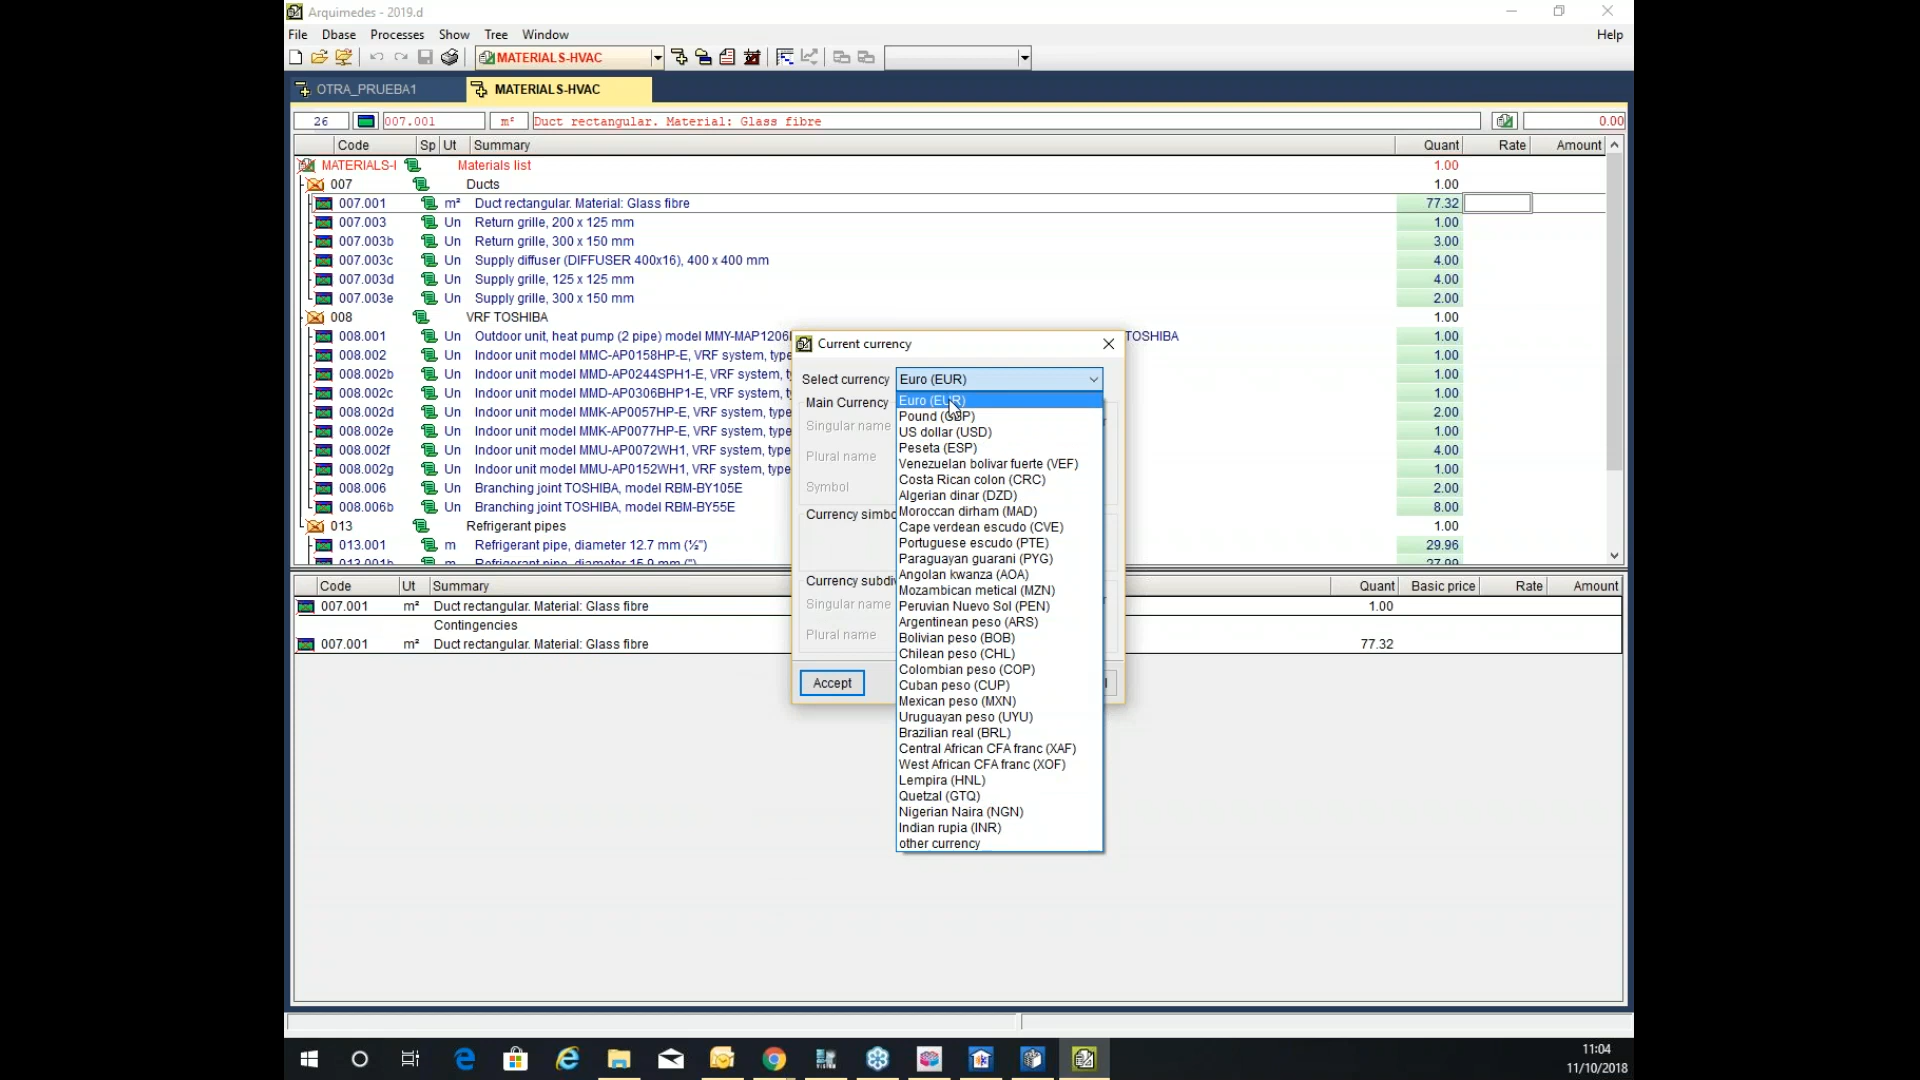 Arquimedes - 2019.d
File Dbase Processes Show Tree Window Help
MATERIALS-HVAC
OTRA_PRUEBA1 MATERIALS-HVAC
26 007.001 m² Duct rectangular. Material: Glass fibre 0.00
Code Sp Ut Summary Quant Rate Amount
MATERIALS-I Materials list 1.00
007 Ducts 1.00
007.001 m² Duct rectangular. Material: Glass fibre 77.32
007.003 Un Return grille, 200 x 125 mm 1.00
007.003b Un Return grille, 300 x 150 mm 3.00
007.003c Un Supply diffuser (DIFFUSER 400x16), 400 x 400 mm 4.00
007.003d Un Supply grille, 125 x 125 mm 4.00
007.003e Un Supply grille, 300 x 150 mm 2.00
008 VRF TOSHIBA 1.00
008.001 Un Outdoor unit, heat pump (2 pipe) model MMY-MAP1206 TOSHIBA 1.00
008.002 Un Indoor unit model MMC-AP0158HP-E, VRF system, type 1.00
008.002b Un Indoor unit model MMD-AP0244SPH1-E, VRF system, t 1.00
008.002c Un Indoor unit model MMD-AP0306BHP1-E, VRF system, 1.00
008.002d Un Indoor unit model MMK-AP0057HP-E, VRF system, type 2.00
008.002e Un Indoor unit model MMK-AP0077HP-E, VRF system, type 1.00
008.002f Un Indoor unit model MMU-AP0072WH1, VRF system, type 4.00
008.002g Un Indoor unit model MMU-AP0152WH1, VRF system, type 1.00
008.006 Un Branching joint TOSHIBA, model RBM-BY105E 2.00
008.006b Un Branching joint TOSHIBA, model RBM-BY55E 8.00
013 Refrigerant pipes 1.00
013.001 m Refrigerant pipe, diameter 12.7 mm (½") 29.96
013.001b m Refrigerant pipe, diameter 15.9 mm 27.99
Current currency
Select currency Euro (EUR)
Main Currency
Singular name
Plural name
Symbol
Currency simbo
Currency subdivi
Singular name
Plural name
Accept
Euro (EUR)
Pound (GBP)
US dollar (USD)
Peseta (ESP)
Venezuelan bolivar fuerte (VEF)
Costa Rican colon (CRC)
Algerian dinar (DZD)
Moroccan dirham (MAD)
Cape verdean escudo (CVE)
Portuguese escudo (PTE)
Paraguayan guarani (PYG)
Angolan kwanza (AOA)
Mozambican metical (MZN)
Peruvian Nuevo Sol (PEN)
Argentinean peso (ARS)
Bolivian peso (BOB)
Chilean peso (CHL)
Colombian peso (COP)
Cuban peso (CUP)
Mexican peso (MXN)
Uruguayan peso (UYU)
Brazilian real (BRL)
Central African CFA franc (XAF)
West African CFA franc (XOF)
Lempira (HNL)
Quetzal (GTQ)
Nigerian Naira (NGN)
Indian rupia (INR)
other currency
Code Ut Summary Quant Basic price Rate Amount
007.001 m² Duct rectangular. Material: Glass fibre 1.00
Contingencies
007.001 m² Duct rectangular. Material: Glass fibre 77.32
11:04
11/10/2018